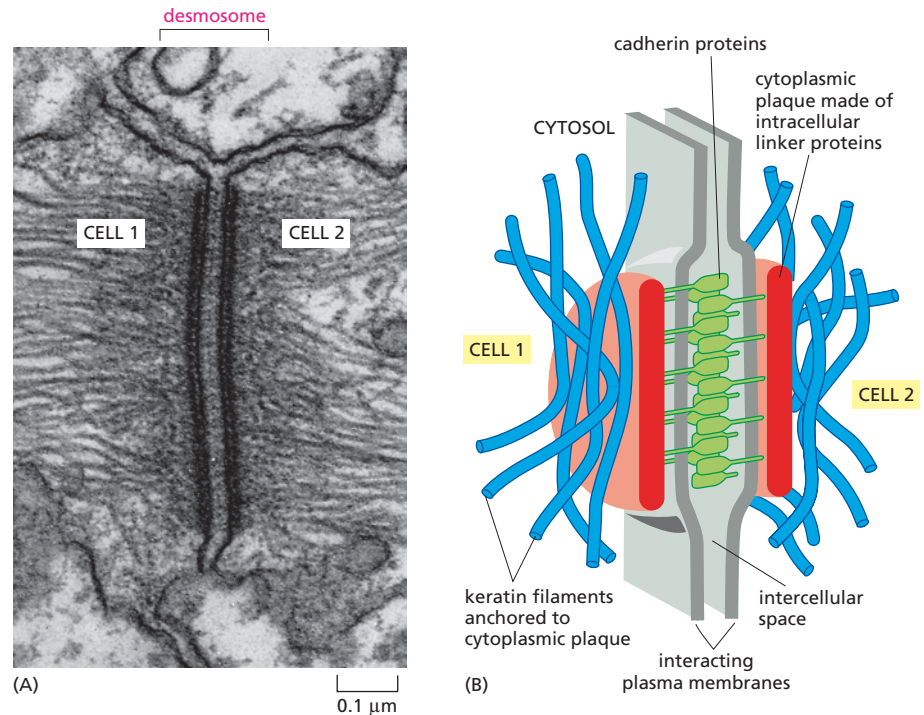 desmosome
CELL 1
CELL 2
(A)
0.1 μm
cadherin proteins
cytoplasmic
plaque made of
intracellular
linker proteins
CYTOSOL
CELL 1
CELL 2
keratin filaments
anchored to
cytoplasmic plaque
intercellular
space
interacting
plasma membranes
(B)